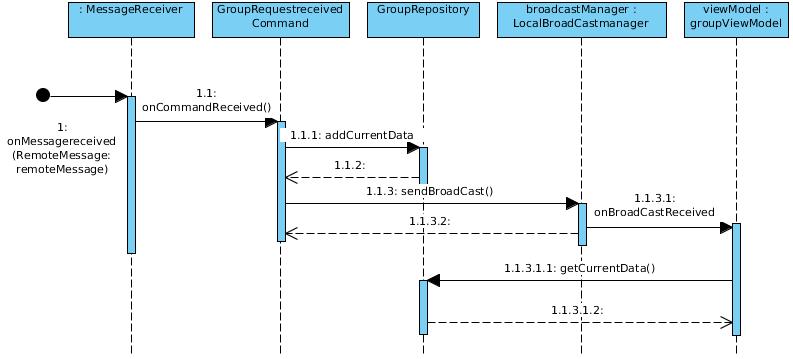 : MessageReceiver
GroupRequestreceived
Command
GroupRepository
broadcastManager :
LocalBroadCastmanager
viewModel :
groupViewModel
1:
onMessagereceived
(RemoteMessage:
remoteMessage)
1.1:
onCommandReceived()
1.1.1: addCurrentData
1.1.2:
1.1.3: sendBroadCast()
1.1.3.1:
onBroadCastReceived
1.1.3.2:
1.1.3.1.1: getCurrentData()
1.1.3.1.2: